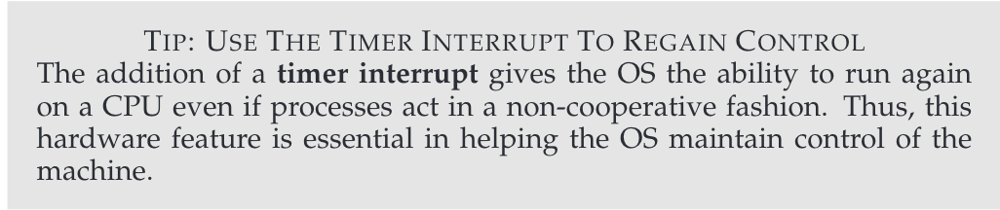 TIP: USE THE TIMER INTERRUPT TO REGAIN CONTROL
The addition of a timer interrupt gives the OS the ability to run again
on a CPU even if processes act in a non-cooperative fashion. Thus, this
hardware feature is essential in helping the OS maintain control of the
machine.